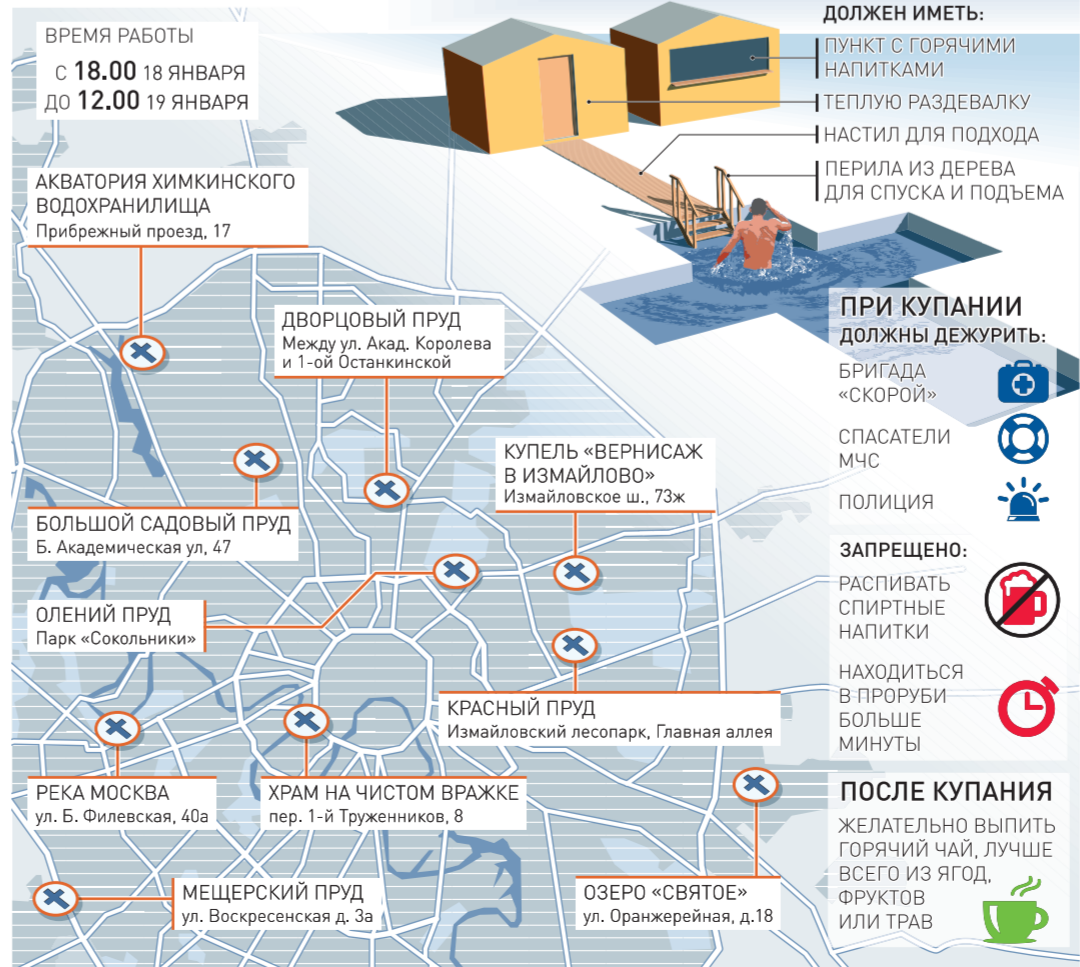 ВРЕМЯ РАБОТЫ
С 18.00 18 ЯНВАРЯ
ДО 12.00 19 ЯНВАРЯ
ДОЛЖЕН ИМЕТЬ:
ПУНКТ С ГОРЯЧИМИ
НАПИТКАМИ
ТЕПЛУЮ РАЗДЕВАЛКУ
НАСТИЛ ДЛЯ ПОДХОДА
ПЕРИЛА ИЗ ДЕРЕВА
ДЛЯ СПУСКА И ПОДЪЕМА
АКВАТОРИЯ ХИМКИНСКОГО
ВОДОХРАНИЛИЩА
Прибрежный проезд, 17
ДВОРЦОВЫЙ ПРУД
Между ул. Акад. Королева
и 1-ой Останкинской
КУПЕЛЬ «ВЕРНИСАЖ
В ИЗМАЙЛОВО»
Измайловское ш., 73ж
БОЛЬШОЙ САДОВЫЙ ПРУД
Б. Академическая ул, 47
ОЛЕНИЙ ПРУД
Парк «Сокольники»
КРАСНЫЙ ПРУД
Измайловский лесопарк, Главная аллея
РЕКА МОСКВА
ул. Б. Филевская, 40а
ХРАМ НА ЧИСТОМ ВРАЖКЕ
пер. 1-й Труженников, 8
МЕЩЕРСКИЙ ПРУД
ул. Воскресенская д. 3а
ОЗЕРО «СВЯТОЕ»
ул. Оранжерейная, д.18
ПРИ КУПАНИИ
ДОЛЖНЫ ДЕЖУРИТЬ:
БРИГАДА
«СКОРОЙ»
СПАСАТЕЛИ
МЧС
ПОЛИЦИЯ
ЗАПРЕЩЕНО:
РАСПИВАТЬ
СПИРТНЫЕ
НАПИТКИ
НАХОДИТЬСЯ
В ПРОРУБИ
БОЛЬШЕ
МИНУТЫ
ПОСЛЕ КУПАНИЯ
ЖЕЛАТЕЛЬНО ВЫПИТЬ
ГОРЯЧИЙ ЧАЙ, ЛУЧШЕ
ВСЕГО ИЗ ЯГОД,
ФРУКТОВ
ИЛИ ТРАВ